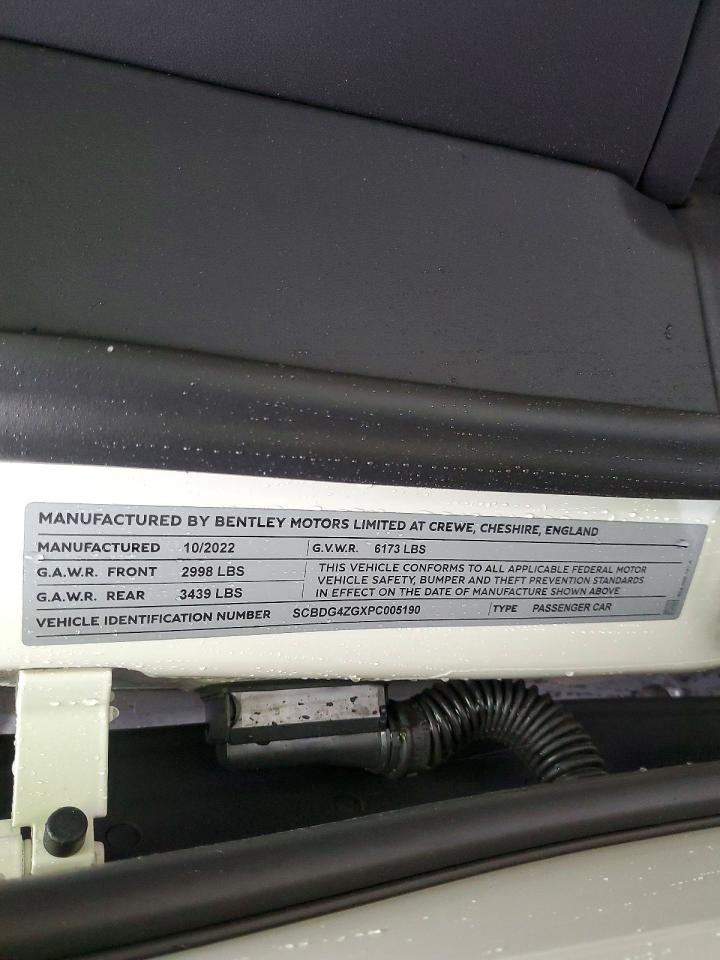 MANUFACTURED BY BENTLEY MOTORS LIMITED AT CREWE, CHESHIRE, ENGLAND
MANUFACTURED 10/2022 G.V.W.R. 6173 LBS
G.A.W.R. FRONT 2998 LBS
G.A.W.R. REAR 3439 LBS
THIS VEHICLE CONFORMS TO ALL APPLICABLE FEDERAL MOTOR
VEHICLE SAFETY, BUMPER AND THEFT PREVENTION STANDARDS
IN EFFECT ON THE DATE OF MANUFACTURE SHOWN ABOVE
VEHICLE IDENTIFICATION NUMBER SCBDG4ZGXPC005190 TYPE PASSENGER CAR